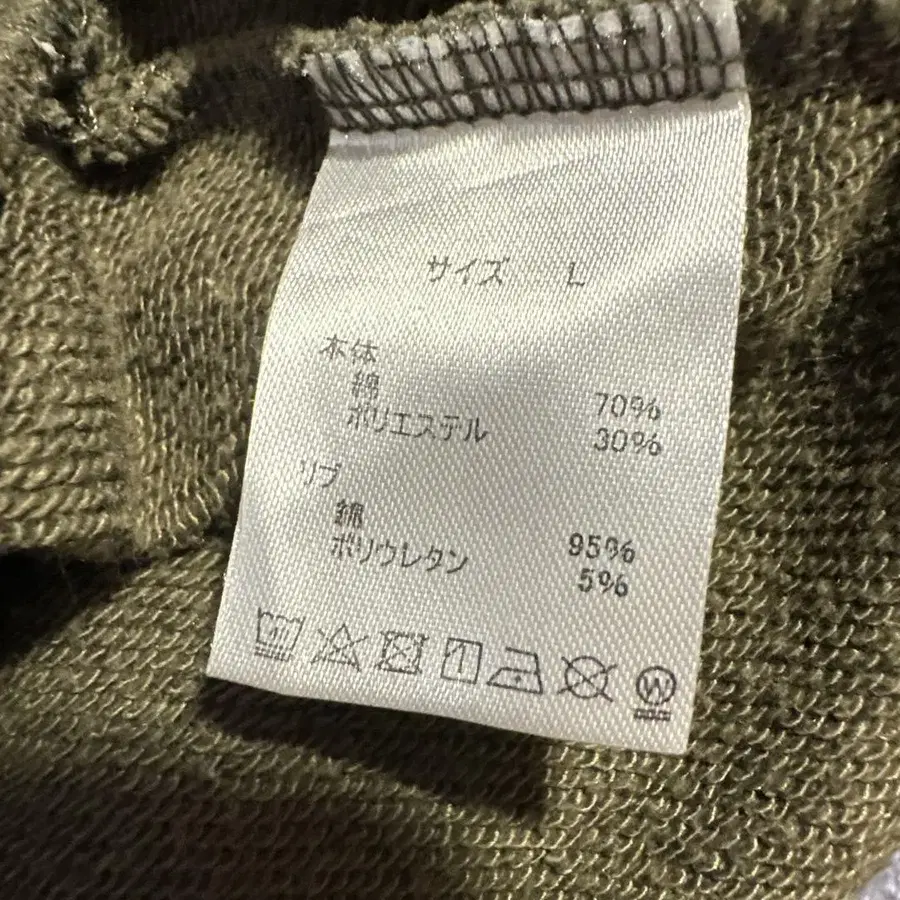 サイズ L
本体
綿 70%
ポリエステル 30%
リブ
綿 95%
ポリウレタン 5%
W